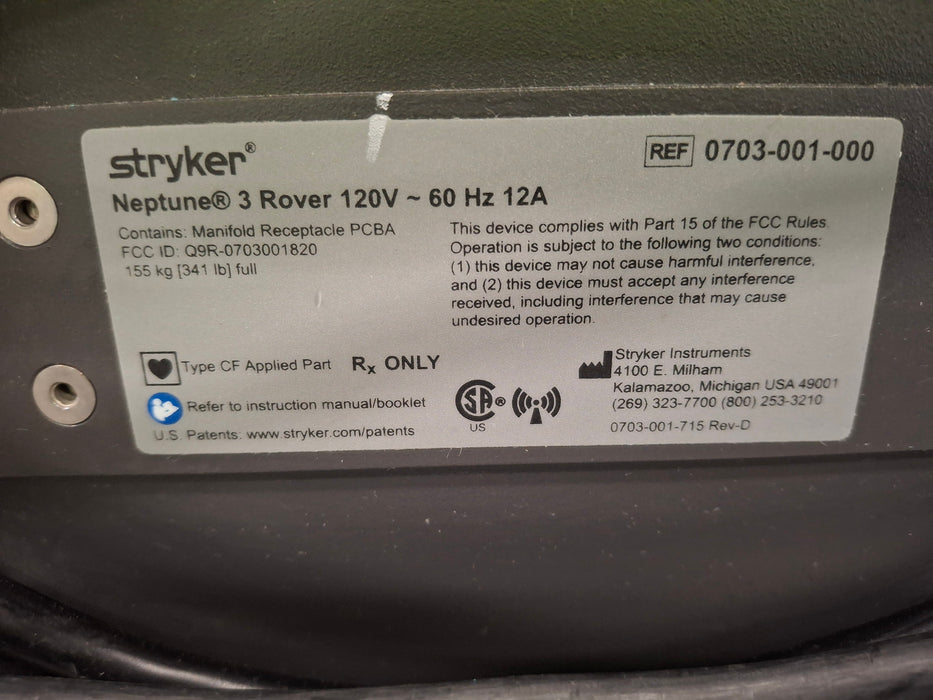 stryker®
REF 0703-001-000
Neptune® 3 Rover 120V ~ 60 Hz 12A
Contains: Manifold Receptacle PCBA
FCC ID: Q9R-0703001820
155 kg [341 lb] full
This device complies with Part 15 of the FCC Rules.
Operation is subject to the following two conditions:
(1) this device may not cause harmful interference,
and (2) this device must accept any interference
received, including interference that may cause
undesired operation.
Type CF Applied Part
Rx ONLY
Refer to instruction manual/booklet
U.S. Patents: www.stryker.com/patents
SA®
US
Stryker Instruments
4100 E. Milham
Kalamazoo, Michigan USA 49001
(269) 323-7700 (800) 253-3210
0703-001-715 Rev-D